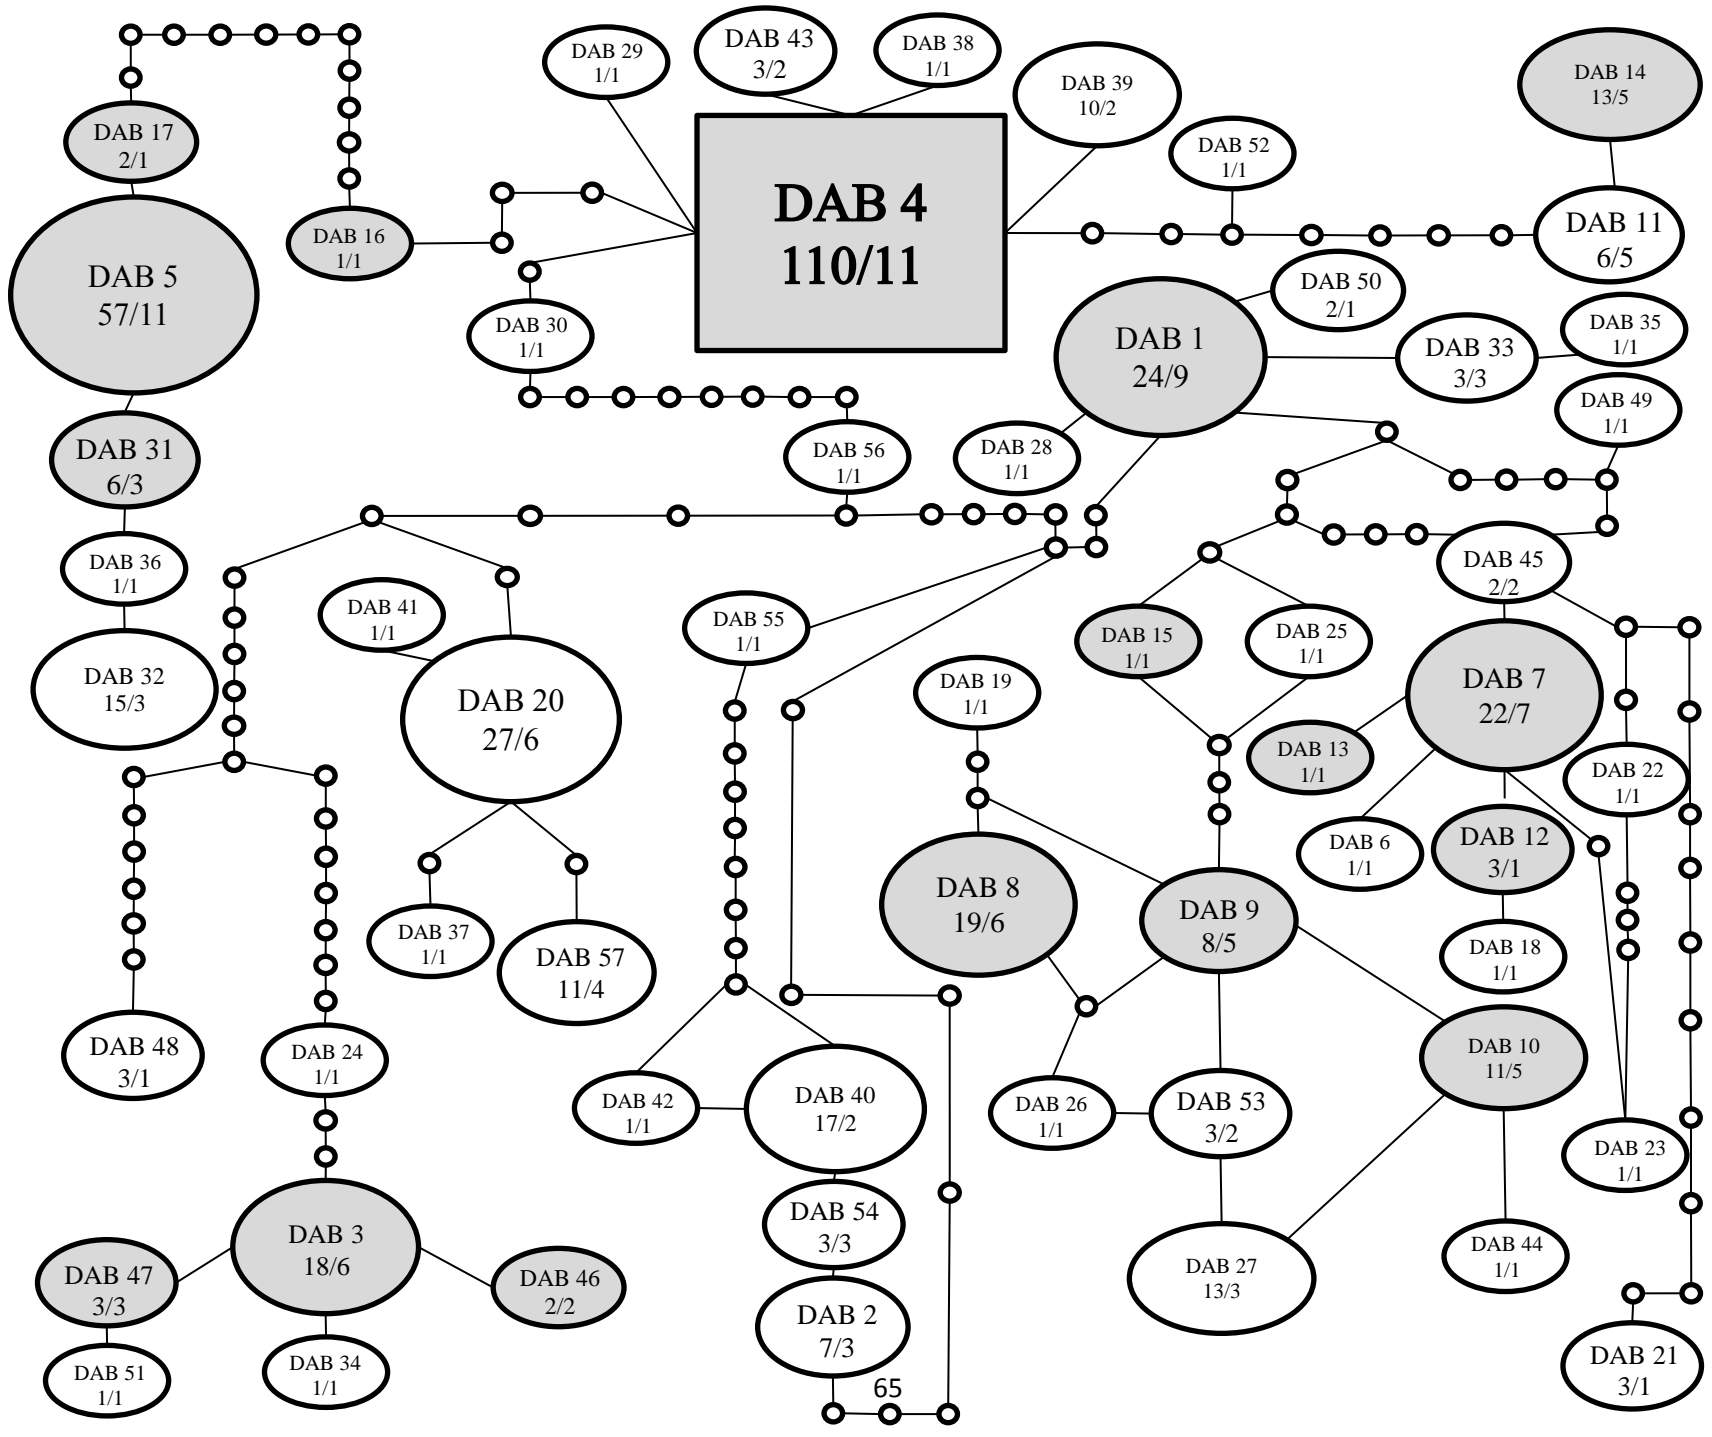 DAB 29
1/1
DAB 43
3/2
DAB 38
1/1
DAB 39
10/2
DAB 14
13/5
DAB 17
2/1
DAB 52
1/1
DAB 4
110/11
DAB 16
1/1
DAB 11
6/5
DAB 5
57/11
DAB 30
1/1
DAB 50
2/1
DAB 1
24/9
DAB 33
3/3
DAB 35
1/1
DAB 49
1/1
DAB 31
6/3
DAB 56
1/1
DAB 28
1/1
DAB 36
1/1
DAB 45
2/2
DAB 41
1/1
DAB 55
1/1
DAB 15
1/1
DAB 25
1/1
DAB 32
15/3
DAB 20
27/6
DAB 19
1/1
DAB 7
22/7
DAB 13
1/1
DAB 22
1/1
DAB 6
1/1
DAB 12
3/1
DAB 8
19/6
DAB 9
8/5
DAB 37
1/1
DAB 57
11/4
DAB 18
1/1
DAB 48
3/1
DAB 24
1/1
DAB 10
11/5
DAB 42
1/1
DAB 40
17/2
DAB 26
1/1
DAB 53
3/2
DAB 23
1/1
DAB 54
3/3
DAB 3
18/6
DAB 47
3/3
DAB 46
2/2
DAB 27
13/3
DAB 44
1/1
DAB 2
7/3
DAB 51
1/1
DAB 34
1/1
DAB 21
3/1
65